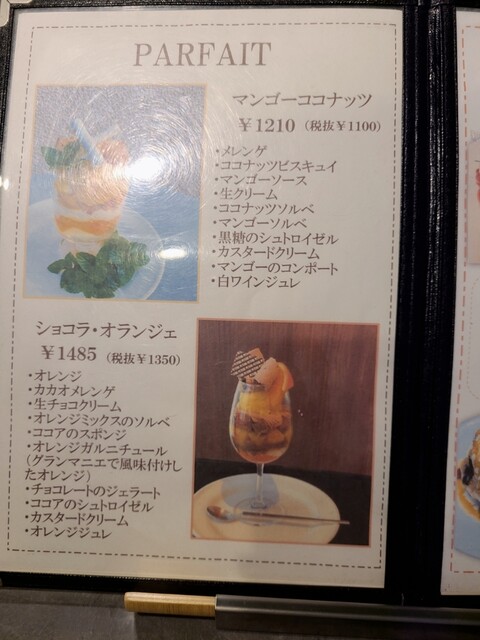 PARFAIT
マンゴーココナッツ
￥1210（税抜￥1100）
・メレンゲ
・ココナッツビスキュイ
・マンゴーソース
・生クリーム
・ココナッツソルベ
・マンゴーソルベ
・黒糖のシュトロイゼル
・カスタードクリーム
・マンゴーのコンポート
・白ワインジュレ
ショコラ・オランジェ
￥1485（税抜￥1350）
・オレンジ
・カカオメレンゲ
・生チョコクリーム
・オレンジミックスのソルベ
・ココアのスポンジ
・オレンジガルニチュール
（グランマニエで風味付けし
たオレンジ）
・チョコレートのジェラート
・ココアのシュトロイゼル
・カスタードクリーム
・オレンジジュレ